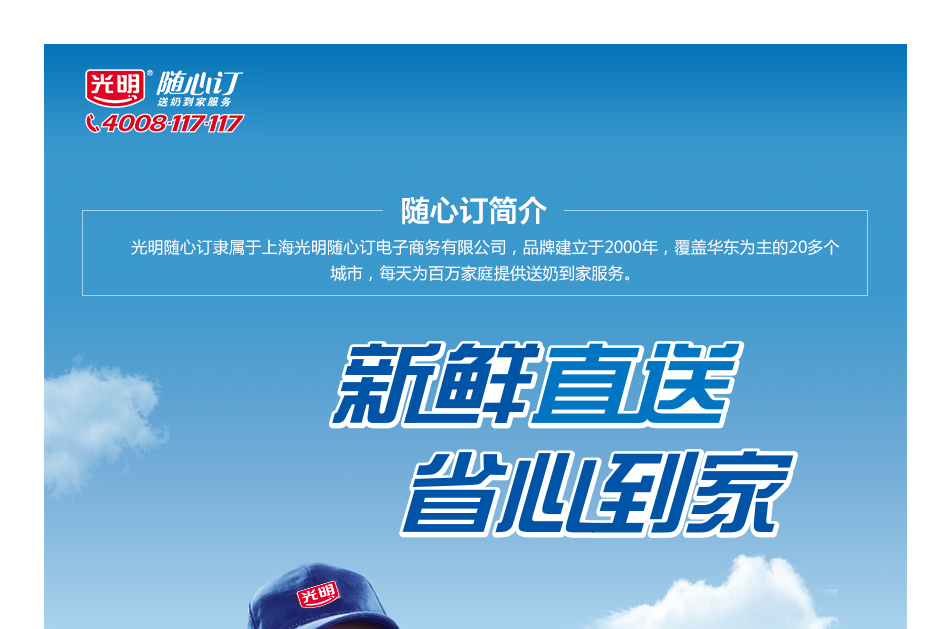 光明® 随心订
送奶到家服务
4008-117-117
随心订简介
光明随心订隶属于上海光明随心订电子商务有限公司，品牌建立于2000年，覆盖华东为主的20多个
城市，每天为百万家庭提供送奶到家服务。
新鲜直送
省心到家
光明